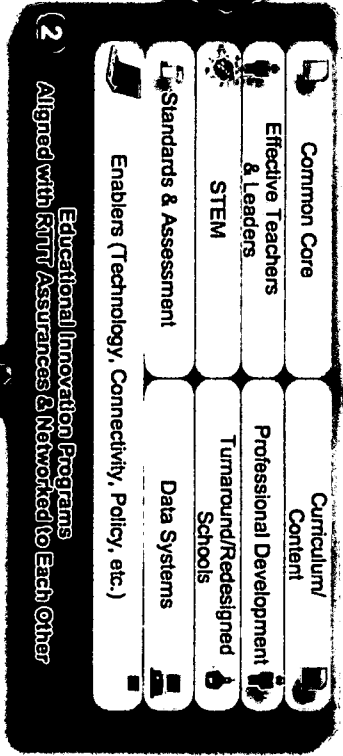 Common Core
Curriculum/
Content
Effective Teachers
& Leaders
Professional Development
STEM
Turnaround/Redesigned
Schools
Standards & Assessment
Data Systems
Enablers (Technology, Connectivity, Policy, etc.)
(2)
Educational Innovation Programs
Aligned with RTTT Assurances & Networked to Each Other